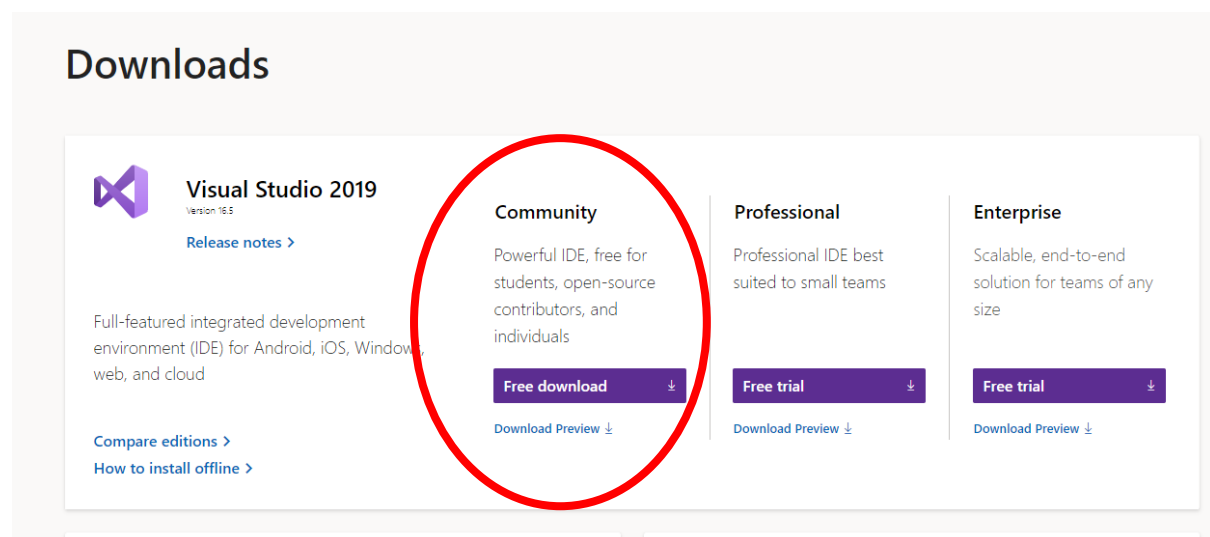 Downloads
Visual Studio 2019
Version 16.5
Release notes >
Full-featured integrated development
environment (IDE) for Android, iOS, Windows,
web, and cloud
Compare editions >
How to install offline >
Community
Powerful IDE, free for
students, open-source
contributors, and
individuals
Free download
Download Preview
Professional
Professional IDE best
suited to small teams
Free trial
Download Preview
Enterprise
Scalable, end-to-end
solution for teams of any
size
Free trial
Download Preview